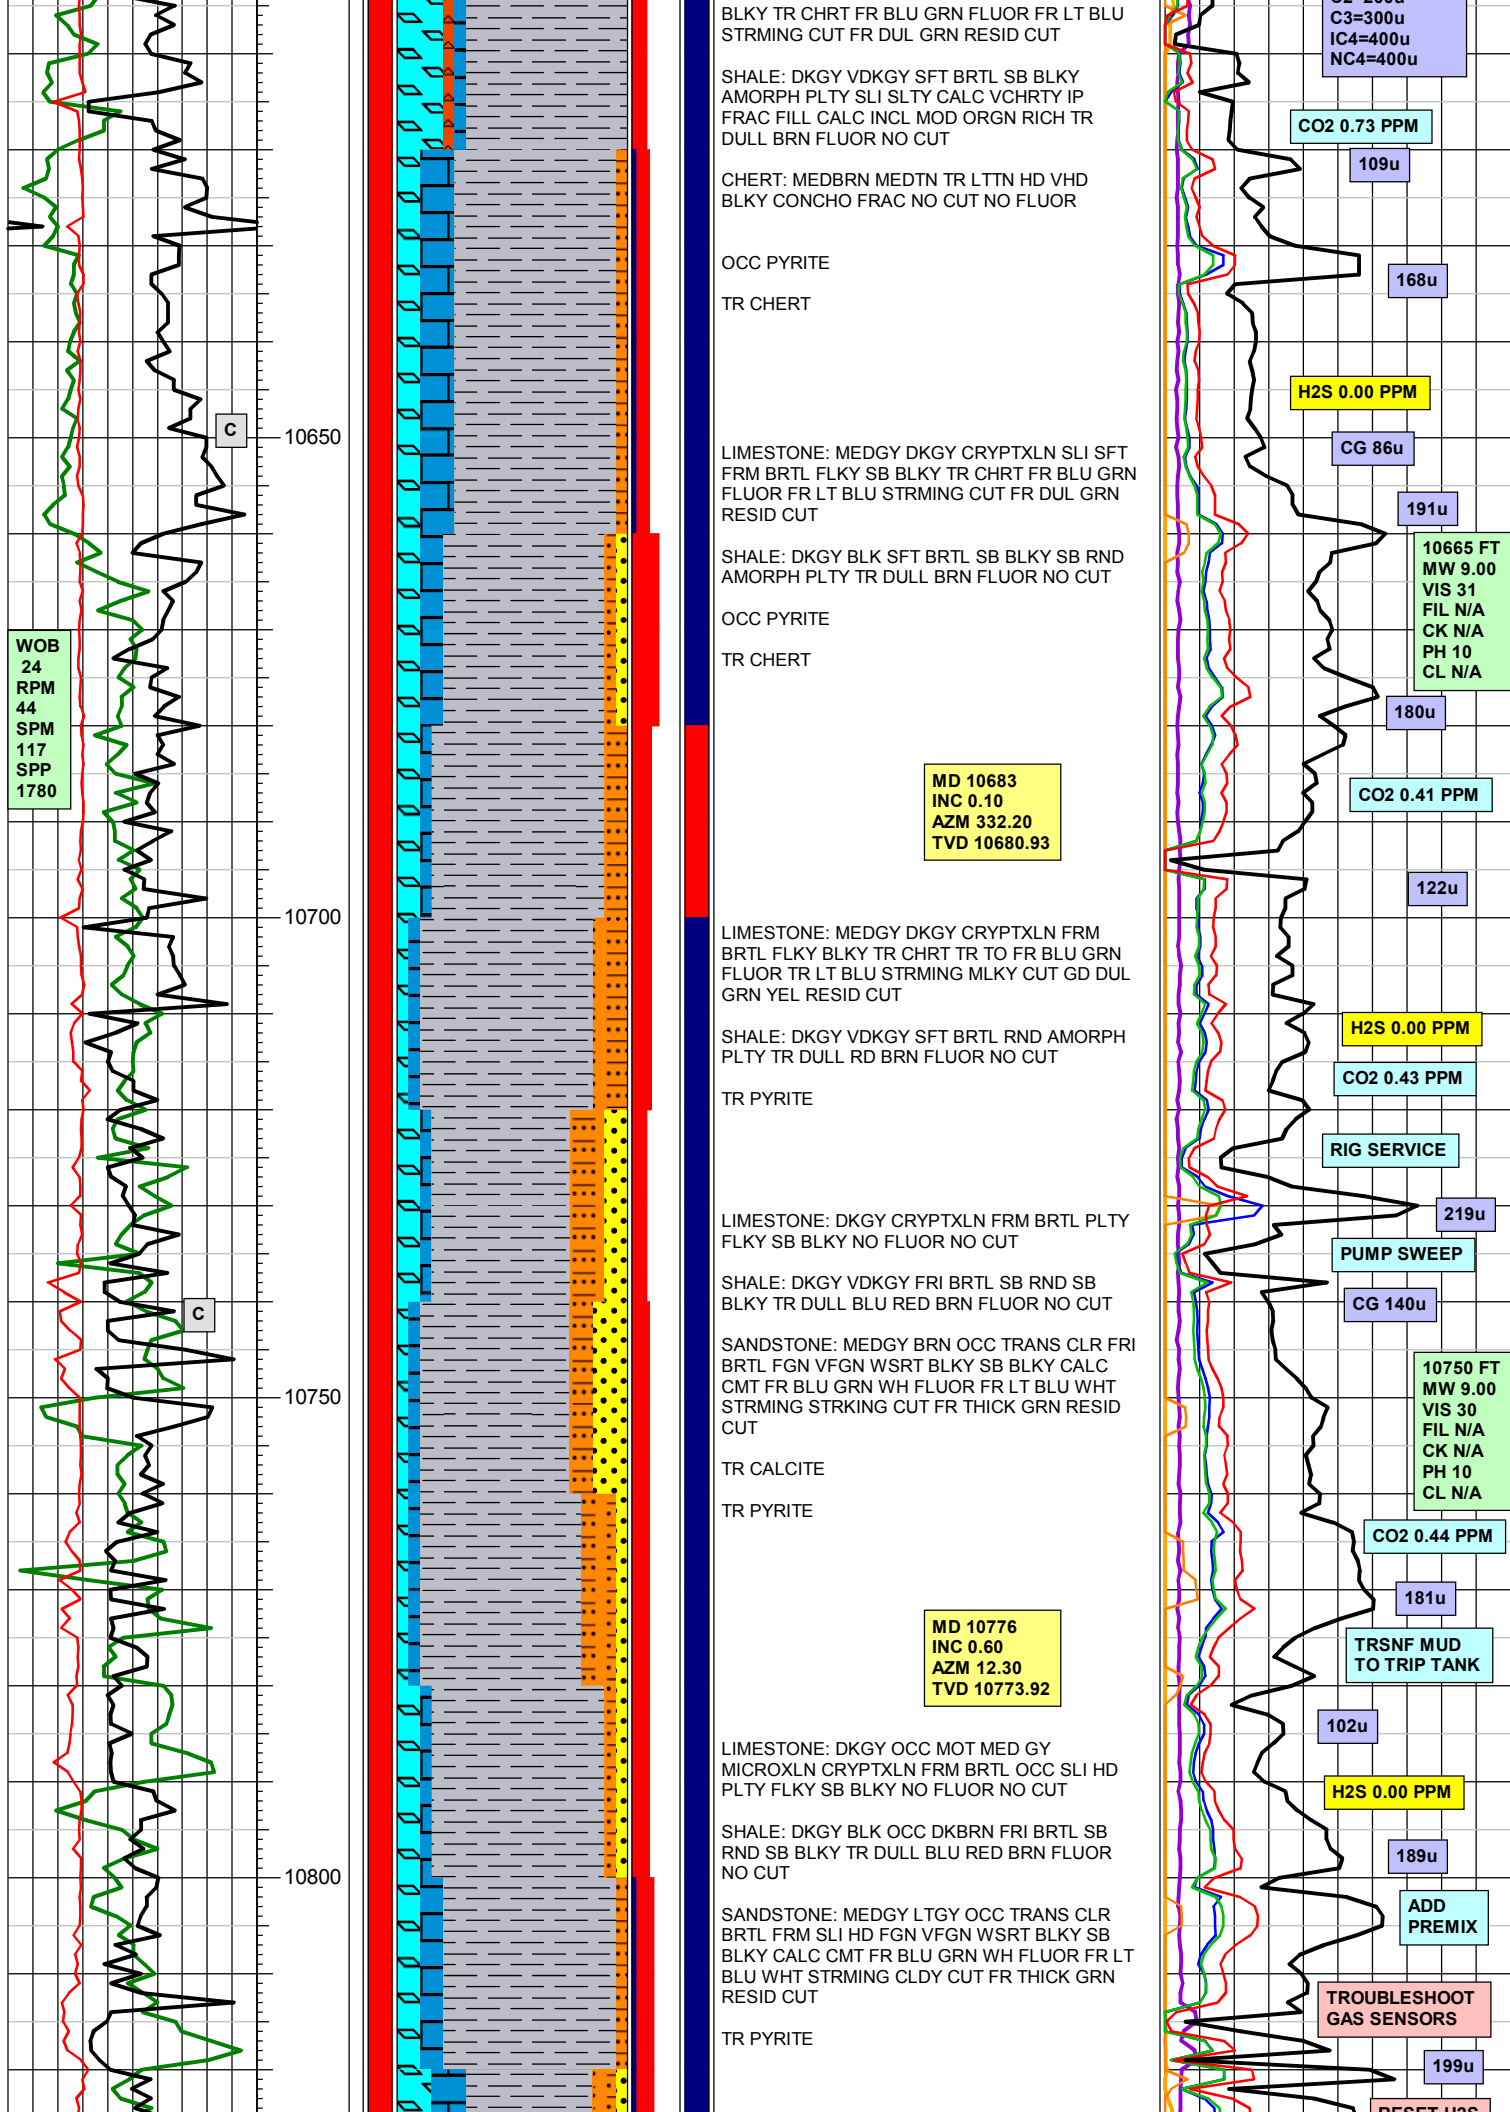 BLKY TR CHRT FR BLU GRN FLUOR FR LT BLU
STRMING CUT FR DUL GRN RESID CUT
C3=300u
IC4=400u
NC4=400u
SHALE: DKGY VDKGY SFT BRTL SB BLKY
AMORPH PLTY SLI SLTY CALC VCHRTY IP
FRAC FILL CALC INCL MOD ORGN RICH TR
DULL BRN FLUOR NO CUT
CO2 0.73 PPM
109u
CHERT: MEDBRN MEDTN TR LTTN HD VHD
BLKY CONCHO FRAC NO CUT NO FLUOR
OCC PYRITE
168u
TR CHERT
H2S 0.00 PPM
C
10650
CG 86u
LIMESTONE: MEDGY DKGY CRYPTXLN SLI SFT
FRM BRTL FLKY SB BLKY TR CHRT FR BLU GRN
FLUOR FR LT BLU STRMING CUT FR DUL GRN
RESID CUT
191u
SHALE: DKGY BLK SFT BRTL SB BLKY SB RND
AMORPH PLTY TR DULL BRN FLUOR NO CUT
10665 FT
MW 9.00
VIS 31
FIL N/A
CK N/A
PH 10
CL N/A
OCC PYRITE
TR CHERT
WOB
24
RPM
44
SPM
117
SPP
1780
180u
MD 10683
INC 0.10
AZM 332.20
TVD 10680.93
CO2 0.41 PPM
122u
10700
LIMESTONE: MEDGY DKGY CRYPTXLN FRM
BRTL FLKY BLKY TR CHRT TR TO FR BLU GRN
FLUOR TR LT BLU STRMING MLKY CUT GD DUL
GRN YEL RESID CUT
H2S 0.00 PPM
SHALE: DKGY VDKGY SFT BRTL RND AMORPH
PLTY TR DULL RD BRN FLUOR NO CUT
CO2 0.43 PPM
TR PYRITE
RIG SERVICE
219u
LIMESTONE: DKGY CRYPTXLN FRM BRTL PLTY
FLKY SB BLKY NO FLUOR NO CUT
PUMP SWEEP
SHALE: DKGY VDKGY FRI BRTL SB RND SB
BLKY TR DULL BLU RED BRN FLUOR NO CUT
CG 140u
C
SANDSTONE: MEDGY BRN OCC TRANS CLR FRI
BRTL FGN VFGN WSRT BLKY SB BLKY CALC
CMT FR BLU GRN WH FLUOR FR LT BLU WHT
STRMING STRKING CUT FR THICK GRN RESID
CUT
10750
10750 FT
MW 9.00
VIS 30
FIL N/A
CK N/A
PH 10
CL N/A
TR CALCITE
TR PYRITE
CO2 0.44 PPM
181u
MD 10776
INC 0.60
AZM 12.30
TVD 10773.92
TRSNF MUD
TO TRIP TANK
102u
LIMESTONE: DKGY OCC MOT MED GY
MICROXLN CRYPTXLN FRM BRTL OCC SLI HD
PLTY FLKY SB BLKY NO FLUOR NO CUT
H2S 0.00 PPM
SHALE: DKGY BLK OCC DKBRN FRI BRTL SB
RND SB BLKY TR DULL BLU RED BRN FLUOR
NO CUT
189u
10800
SANDSTONE: MEDGY LTGY OCC TRANS CLR
BRTL FRM SLI HD FGN VFGN WSRT BLKY SB
BLKY CALC CMT FR BLU GRN WH FLUOR FR LT
BLU WHT STRMING CLDY CUT FR THICK GRN
RESID CUT
ADD
PREMIX
TROUBLESHOOT
GAS SENSORS
TR PYRITE
199u